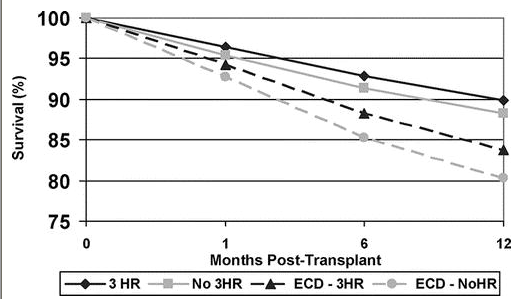 100
95
90
85
80
75
Survival (%)
0 1 6 12
Months Post-Transplant
3 HR No 3HR ECD - 3HR ECD - NoHR